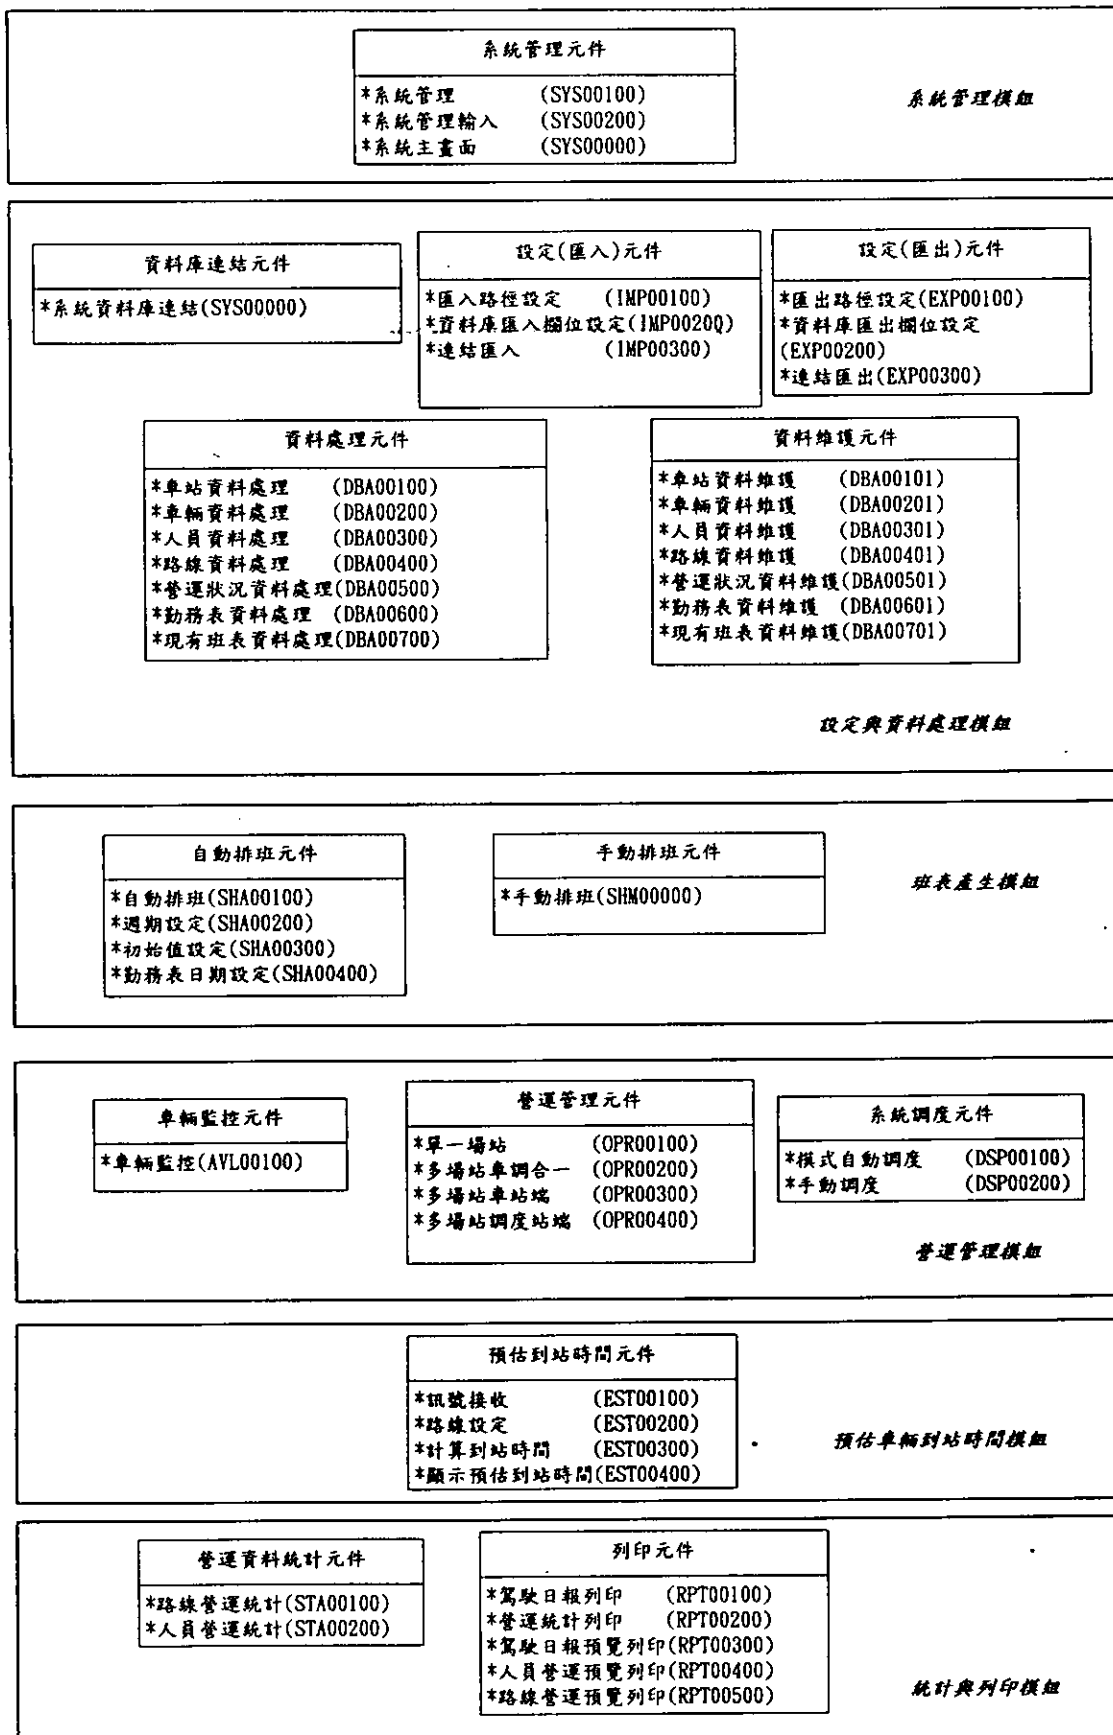 系統管理元件
*系統管理 (SYS00100)
*系統管理輸入 (SYS00200)
*系統主畫面 (SYS00000)
系統管理模組
資料庫連結元件
*系統資料庫連結(SYS00000)
設定(匯入)元件
*匯入路徑設定 (IMP00100)
*資料庫匯入欄位設定(IMP0020Q)
*連結匯入 (IMP00300)
設定(匯出)元件
*匯出路徑設定(EXP00100)
*資料庫匯出欄位設定
(EXP00200)
*連結匯出(EXP00300)
資料處理元件
*車站資料處理 (DBA00100)
*車輛資料處理 (DBA00200)
*人員資料處理 (DBA00300)
*路線資料處理 (DBA00400)
*營運狀況資料處理(DBA00500)
*勤務表資料處理 (DBA00600)
*現有班表資料處理(DBA00700)
資料維護元件
*車站資料維護 (DBA00101)
*車輛資料維護 (DBA00201)
*人員資料維護 (DBA00301)
*路線資料維護 (DBA00401)
*營運狀況資料維護(DBA00501)
*勤務表資料維護 (DBA00601)
*現有班表資料維護(DBA00701)
設定與資料處理模組
自動排班元件
*自動排班(SHA00100)
*週期設定(SHA00200)
*初始值設定(SHA00300)
*勤務表日期設定(SHA00400)
手動排班元件
*手動排班(SHM00000)
班表產生模組
車輛監控元件
*車輛監控(AVL00100)
營運管理元件
*單一場站 (OPR00100)
*多場站車調合一 (OPR00200)
*多場站車站端 (OPR00300)
*多場站調度站端 (OPR00400)
系統調度元件
*模式自動調度 (DSP00100)
*手動調度 (DSP00200)
營運管理模組
預估到站時間元件
*訊號接收 (EST00100)
*路線設定 (EST00200)
*計算到站時間 (EST00300)
*顯示預估到站時間(EST00400)
預估車輛到站時間模組
營運資料統計元件
*路線營運統計(STA00100)
*人員營運統計(STA00200)
列印元件
*駕駛日報列印 (RPT00100)
*營運統計列印 (RPT00200)
*駕駛日報預覽列印(RPT00300)
*人員營運預覽列印(RPT00400)
*路線營運預覽列印(RPT00500)
統計與列印模組